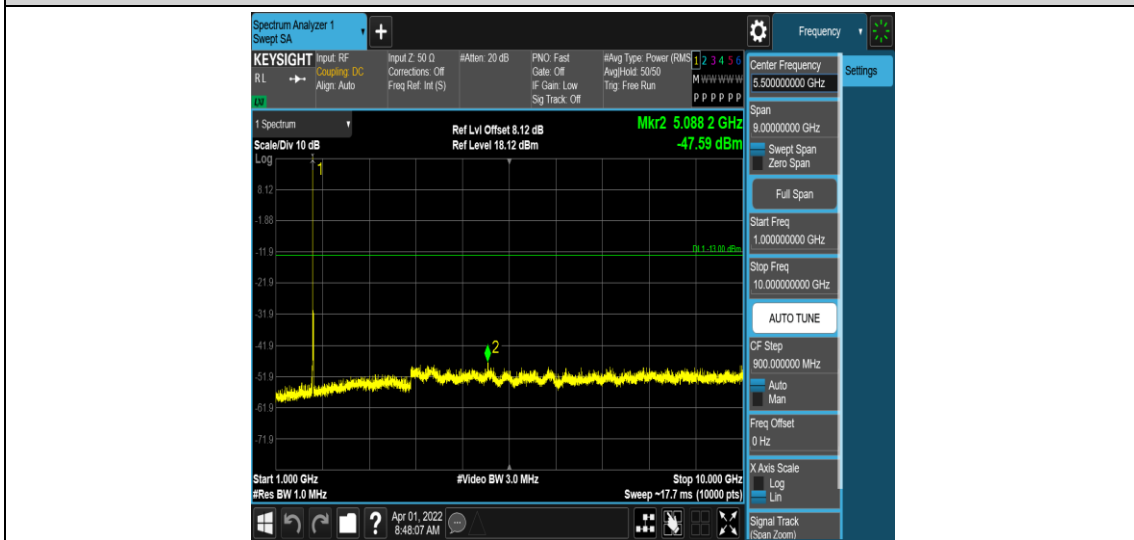 Spectrum Analyzer 1
Swept SA
Frequency
KEYSIGHT
RL
Input: RF
Coupling: DC
Align: Auto
Input Z: 50 Ω
Corrections: Off
Freq Ref: Int (S)
#Atten: 20 dB
PNO: Fast
Gate: Off
IF Gain: Low
Sig Track: Off
#Avg Type: Power (RMS
Avg|Hold: 50/50
Trig: Free Run
1 2 3 4 5 6
M W W W W W
P P P P P P
1 Spectrum
Scale/Div 10 dB
Ref Lvl Offset 8.12 dB
Ref Level 18.12 dBm
Mkr2 5.088 2 GHz
-47.59 dBm
Log
1
8.12
-1.88
-11.9
DL1 -13.00 dBm
-21.9
-31.9
-41.9
2
-51.9
-61.9
-71.9
Start 1.000 GHz
#Video BW 3.0 MHz
Stop 10.000 GHz
#Res BW 1.0 MHz
Sweep ~17.7 ms (10000 pts)
Center Frequency
5.500000000 GHz
Settings
Span
9.00000000 GHz
Swept Span
Zero Span
Full Span
Start Freq
1.000000000 GHz
Stop Freq
10.000000000 GHz
AUTO TUNE
CF Step
900.000000 MHz
Auto
Man
Freq Offset
0 Hz
X Axis Scale
Log
Lin
Signal Track
(Span Zoom)
?
Apr 01, 2022
8:48:07 AM